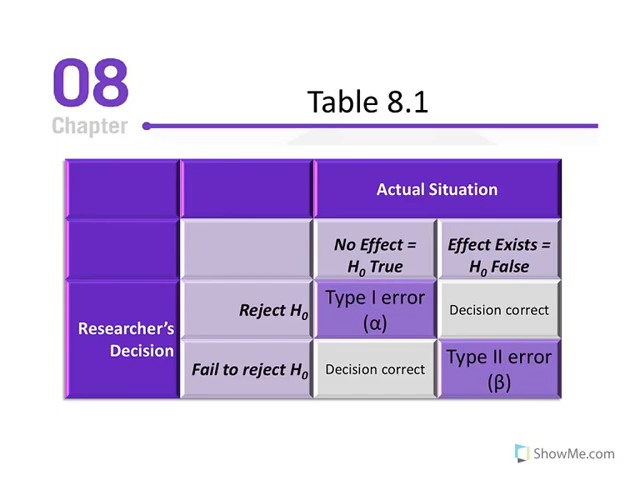 08
Chapter
Table 8.1
Actual Situation
No Effect =
H₀ True
Effect Exists =
H₀ False
Researcher's
Decision
Reject H₀
Type I error
(α)
Decision correct
Fail to reject H₀
Decision correct
Type II error
(β)
ShowMe.com